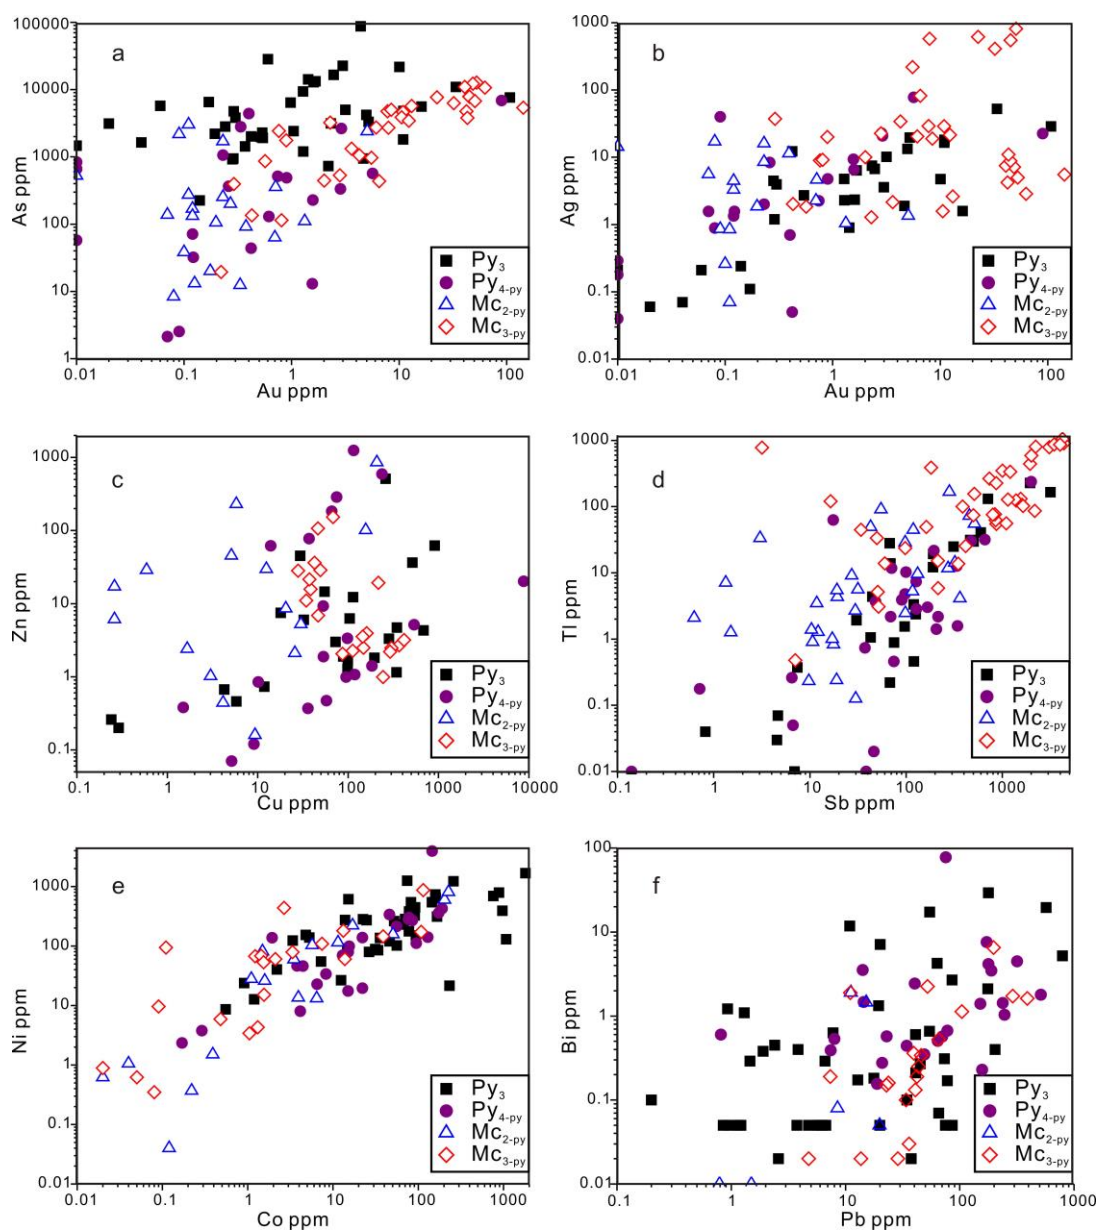 100000
10000
1000
100
10
1
As ppm
a
Py3
Py4-py
Mc2-py
Mc3-py
0.01 0.1 1 10 100
Au ppm
1000
100
10
1
0.1
0.01
Ag ppm
b
Py3
Py4-py
Mc2-py
Mc3-py
0.01 0.1 1 10 100
Au ppm
1000
100
10
1
0.1
Zn ppm
c
Py3
Py4-py
Mc2-py
Mc3-py
0.1 1 10 100 1000 10000
Cu ppm
1000
100
10
1
0.1
0.01
Tl ppm
d
Py3
Py4-py
Mc2-py
Mc3-py
0.1 1 10 100 1000
Sb ppm
1000
100
10
1
0.1
0.01
Ni ppm
e
Py3
Py4-py
Mc2-py
Mc3-py
0.01 0.1 1 10 100 1000
Co ppm
100
10
1
0.1
0.01
Bi ppm
f
Py3
Py4-py
Mc2-py
Mc3-py
0.1 1 10 100 1000
Pb ppm